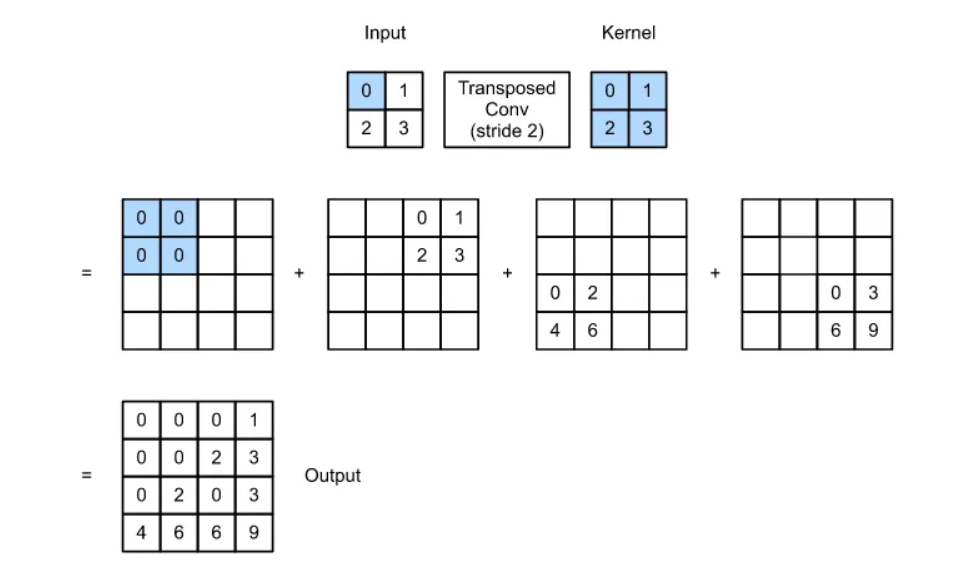 Input Kernel
0 1 Transposed 0 1
Conv
2 3 (stride 2) 2 3
0 0 0 1
0 0 2 3
= + + +
0 2 0 3
4 6 6 9
0 0 0 1
0 0 2 3
= Output
0 2 0 3
4 6 6 9